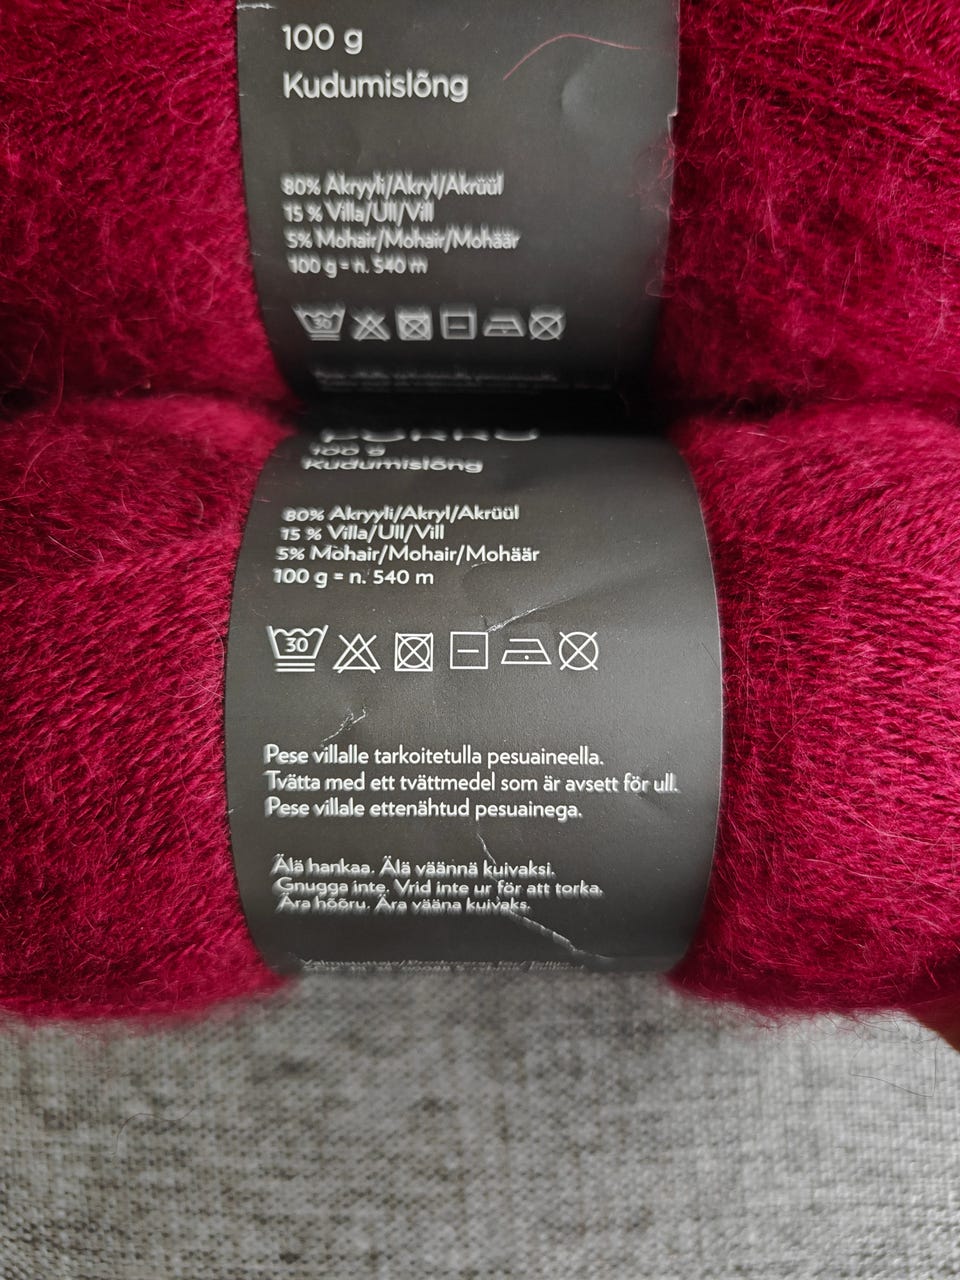 100 g
Kudumislõng
80% Akryyli/Akryl/Akrüül
15 % Villa/Ull/Vill
5% Mohair/Mohair/Mohäär
100 g = n. 540 m
30
100 g
Kudumislõng
80% Akryyli/Akryl/Akrüül
15 % Villa/Ull/Vill
5% Mohair/Mohair/Mohäär
100 g = n. 540 m
30
Pese villalle tarkoitetulla pesuaineella.
Tvätta med ett tvättmedel som är avsett för ull.
Pese villale ettenähtud pesuainega.
Älä hankaa. Älä väännä kuivaksi.
Gnugga inte. Vrid inte ur för att torka.
Ära hõõru. Ära vääna kuivaks.